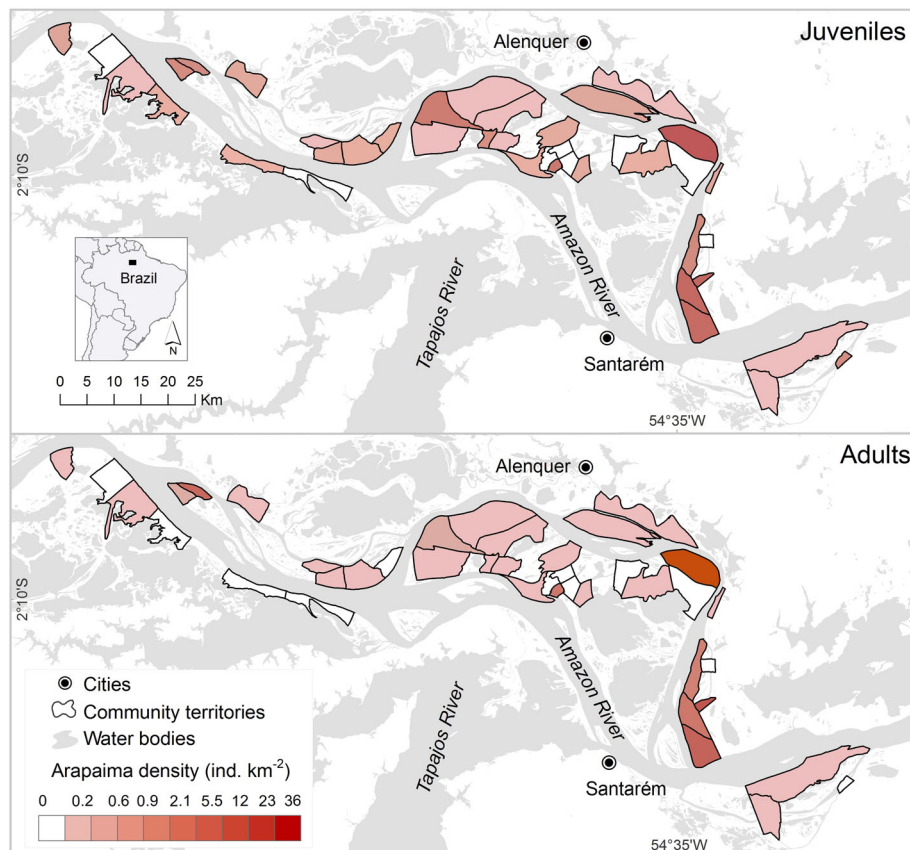 Juveniles
Alenquer
2°10'S
Amazon River
Tapajos River
Brazil
N
Santarém
0 5 10 15 20 25
Km
54°35'W
Adults
Alenquer
2°10'S
Amazon River
Tapajos River
Cities
Community territories
Water bodies
Santarém
Arapaima density (ind. km-2)
0 0.2 0.6 0.9 2.1 5.5 12 23 36
54°35'W